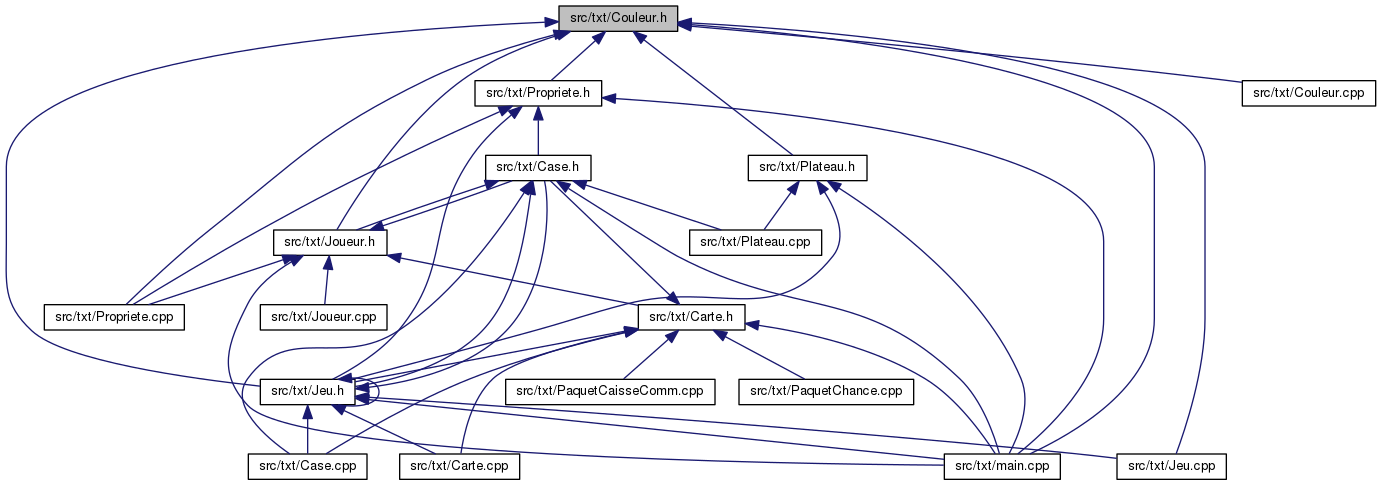 src/txt/Couleur.h
src/txt/Propriete.h
src/txt/Couleur.cpp
src/txt/Case.h
src/txt/Plateau.h
src/txt/Joueur.h
src/txt/Plateau.cpp
src/txt/Propriete.cpp
src/txt/Joueur.cpp
src/txt/Carte.h
src/txt/Jeu.h
src/txt/PaquetCaisseComm.cpp
src/txt/PaquetChance.cpp
src/txt/Case.cpp
src/txt/Carte.cpp
src/txt/main.cpp
src/txt/Jeu.cpp